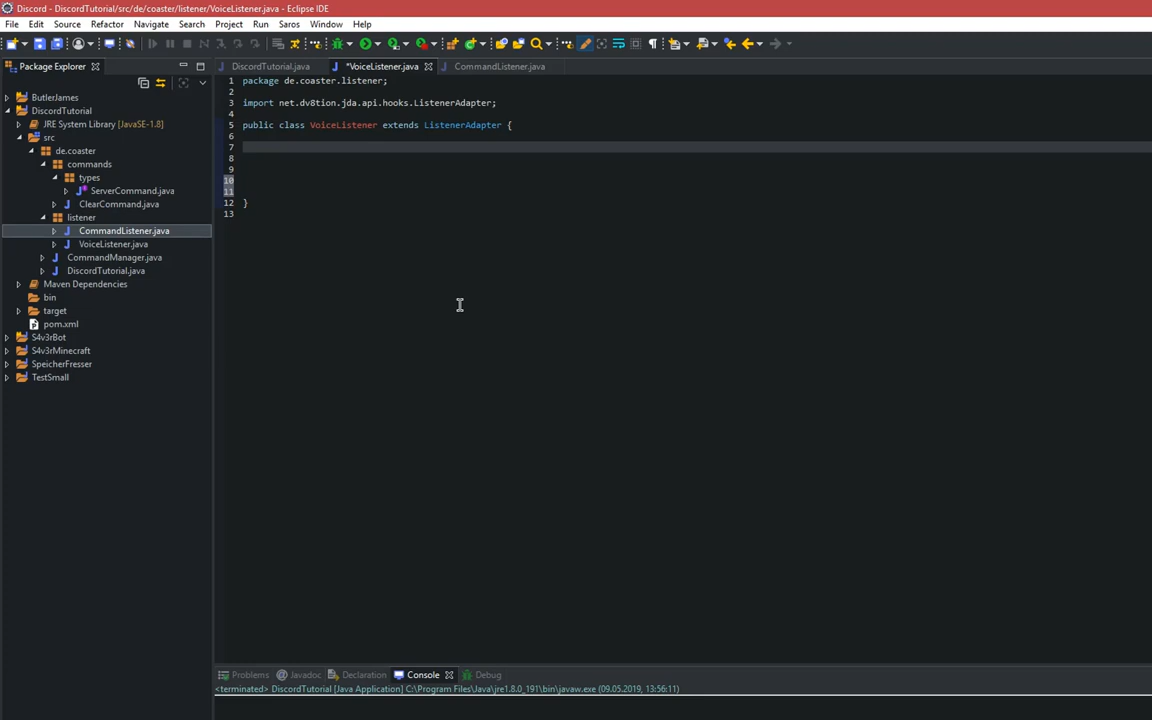 Discord - DiscordTutorial/src/de/coaster/listener/VoiceListener.java - Eclipse IDE
File Edit Source Refactor Navigate Search Project Run Saros Window Help
Package Explorer
DiscordTutorial.java *VoiceListener.java CommandListener.java
ButlerJames
DiscordTutorial
JRE System Library [JavaSE-1.8]
src
de.coaster
commands
types
ServerCommand.java
ClearCommand.java
listener
CommandListener.java
VoiceListener.java
CommandManager.java
DiscordTutorial.java
Maven Dependencies
bin
target
pom.xml
S4v3rBot
S4v3rMinecraft
SpeicherFresser
TestSmall
1 package de.coaster.listener;
2
3 import net.dv8tion.jda.api.hooks.ListenerAdapter;
4
5 public class VoiceListener extends ListenerAdapter {
6
7
8
9
10
11
12 }
13
Problems Javadoc Declaration Console Debug
<terminated> DiscordTutorial [Java Application] C:\Program Files\Java\jre1.8.0_191\bin\javaw.exe (09.05.2019, 13:56:11)